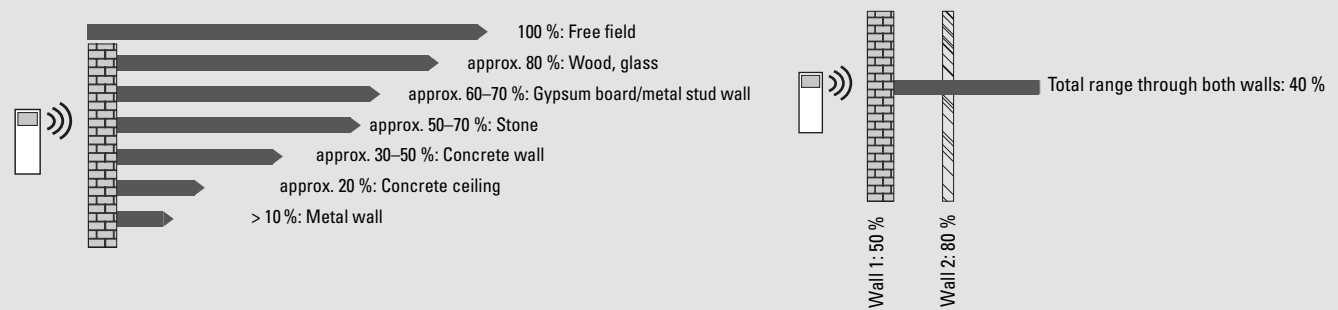 100 %: Free field
approx. 80 %: Wood, glass
approx. 60–70 %: Gypsum board/metal stud wall
approx. 50–70 %: Stone
approx. 30–50 %: Concrete wall
approx. 20 %: Concrete ceiling
> 10 %: Metal wall
Total range through both walls: 40 %
Wall 1: 50 %
Wall 2: 80 %